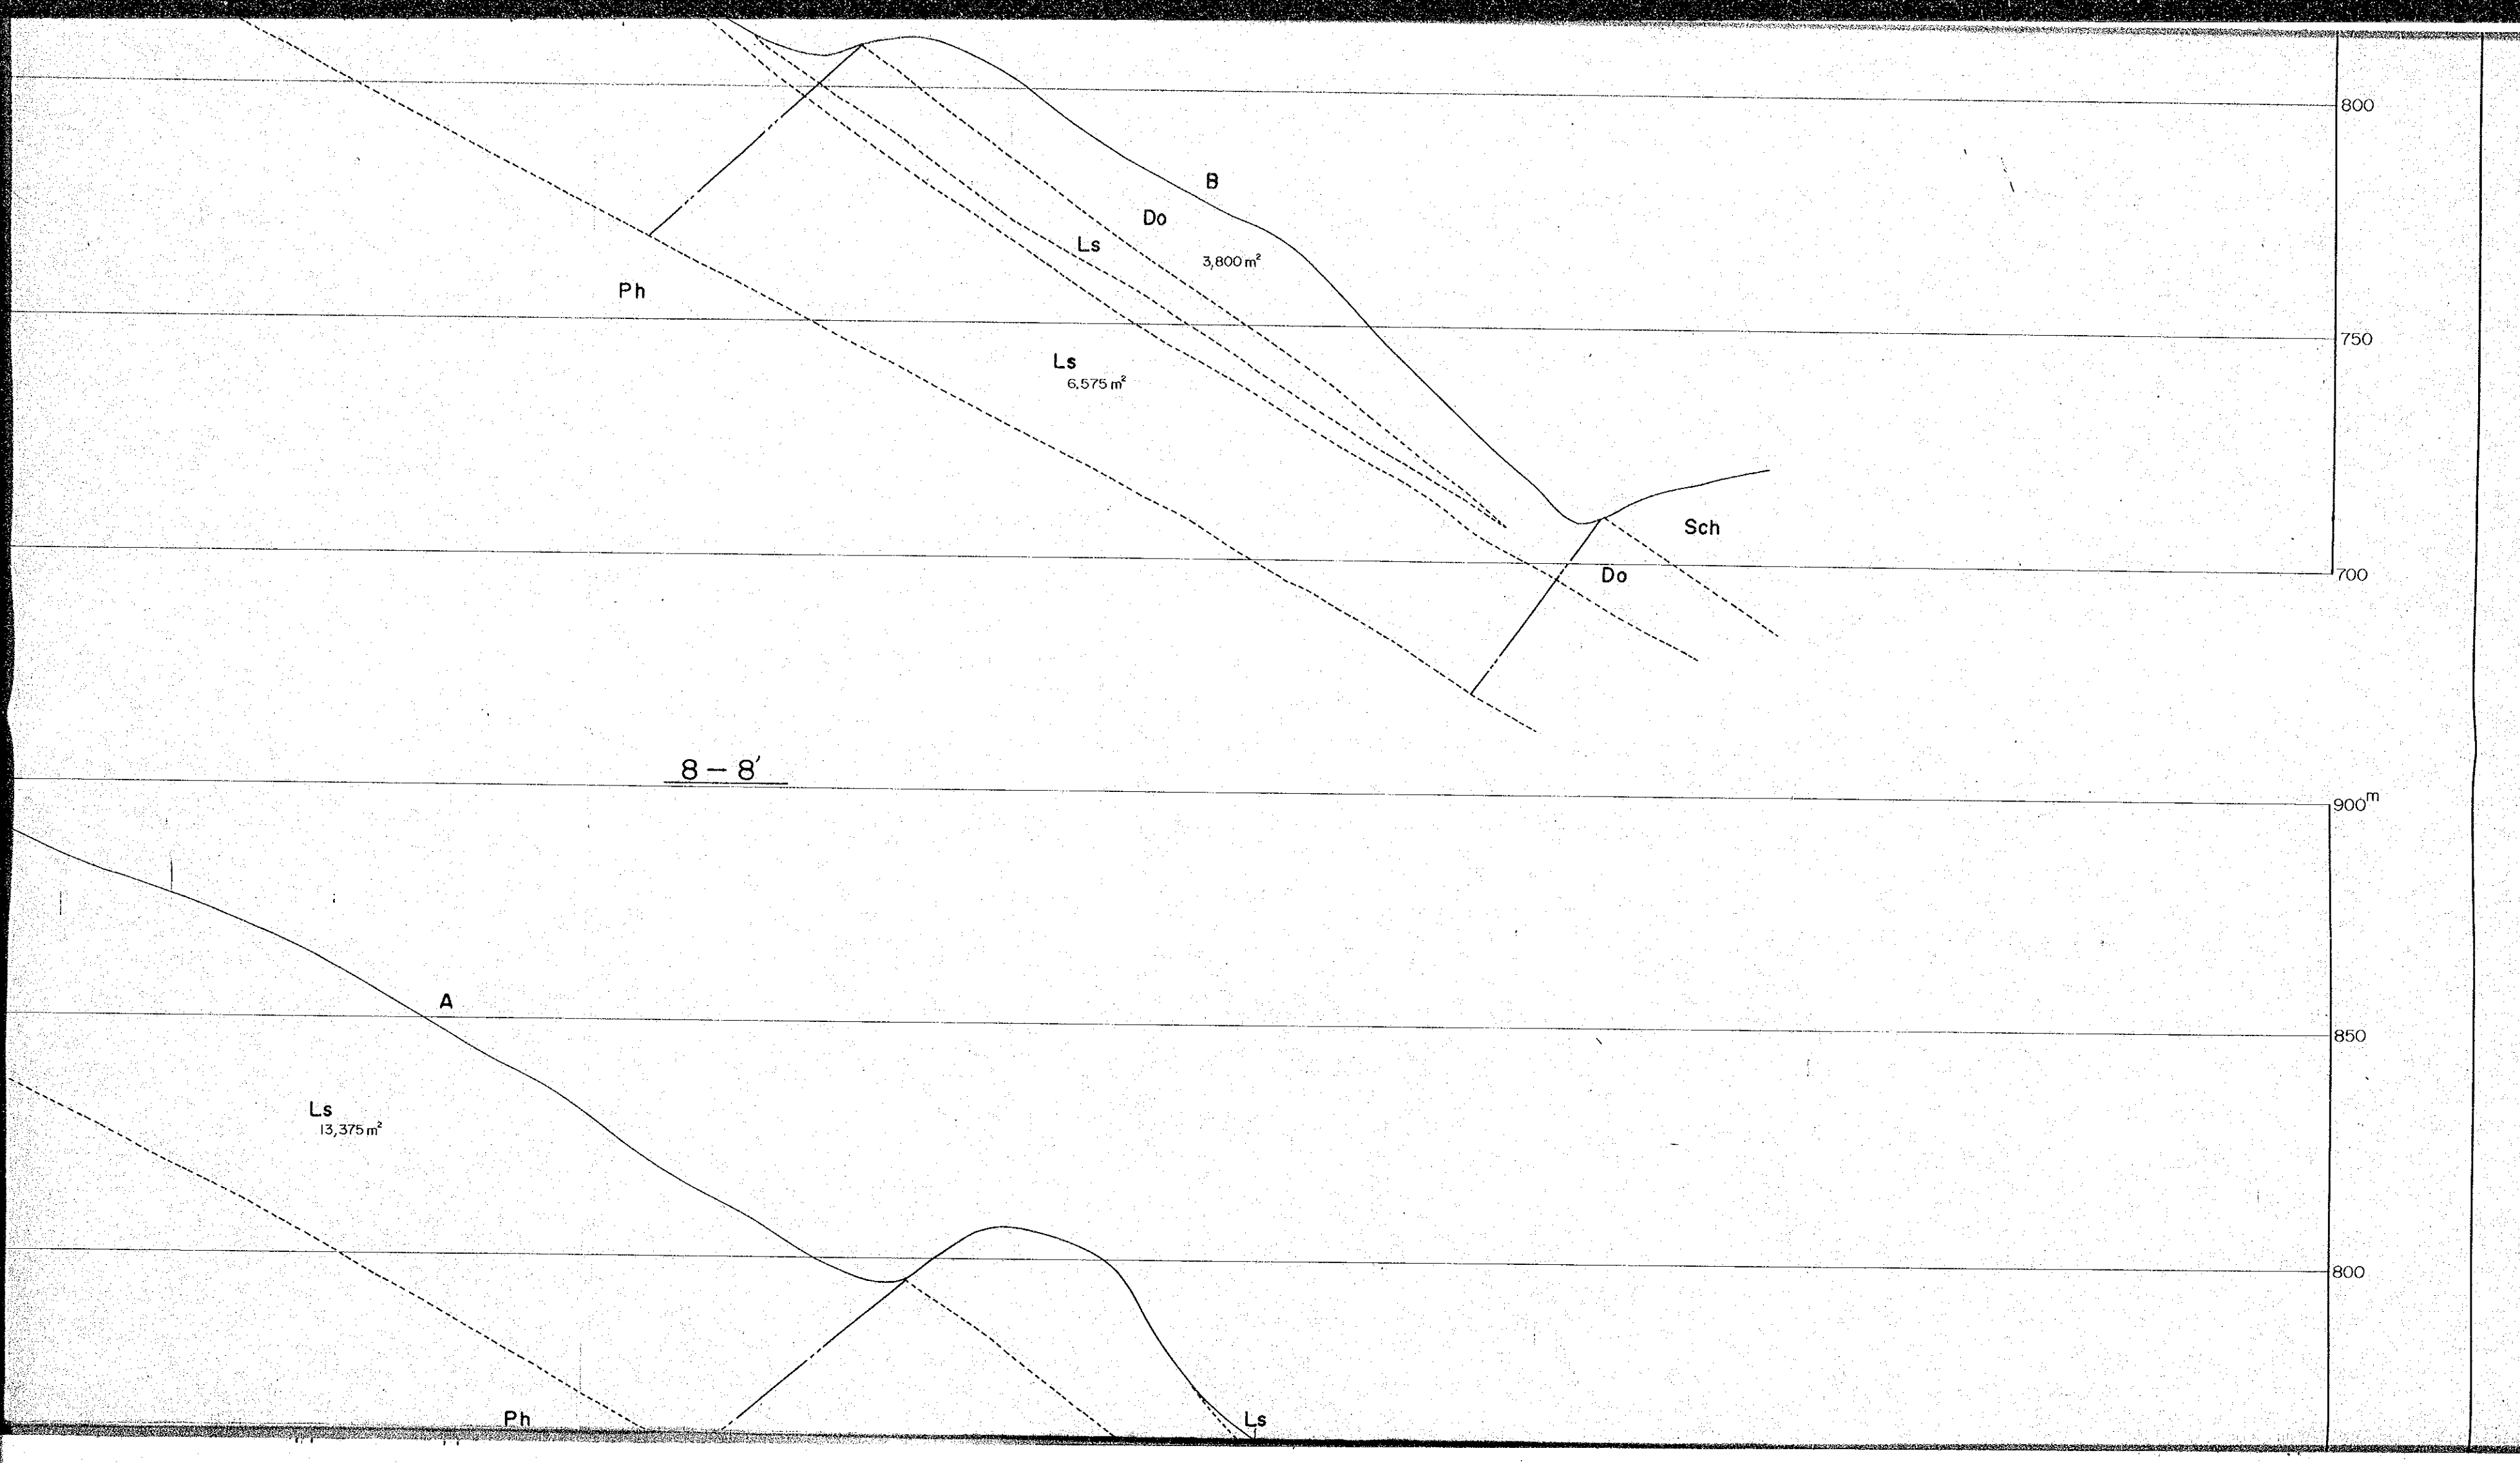 800
B
Do
Ls
3,800 m²
Ph
750
Ls
6,575 m²
Sch
Do
700
8 – 8′
900m
A
850
Ls
13,375 m²
800
Ph
Ls